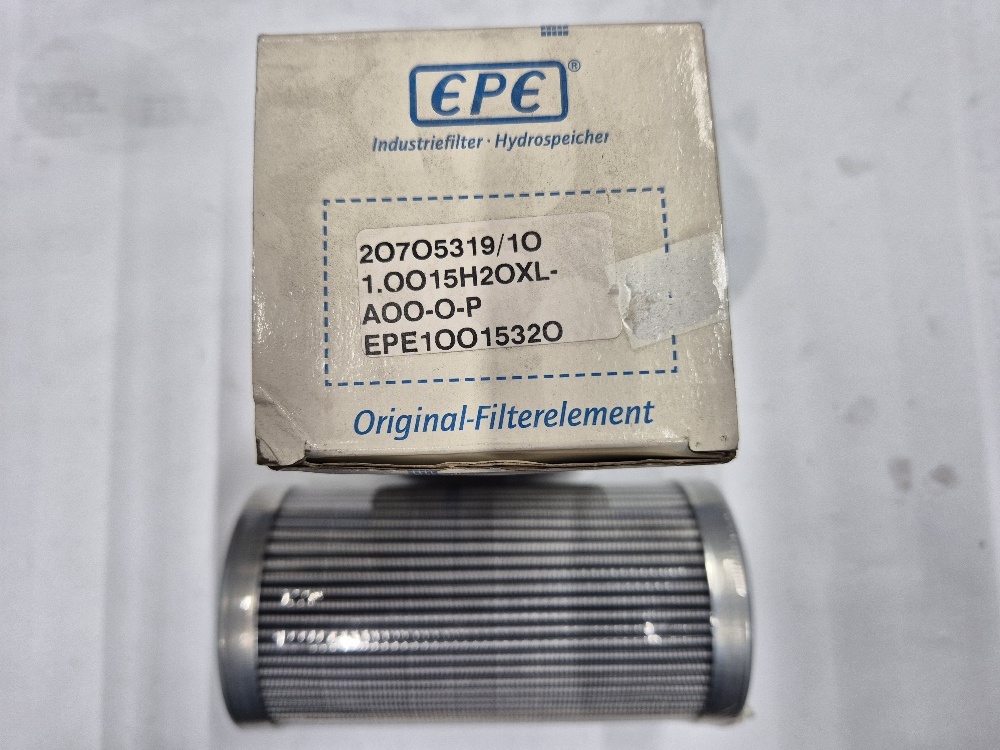 EPE®
Industriefilter · Hydrospeicher
20705319/10
1.0015H20XL-
A00-0-P
EPE10015320
Original-Filterelement